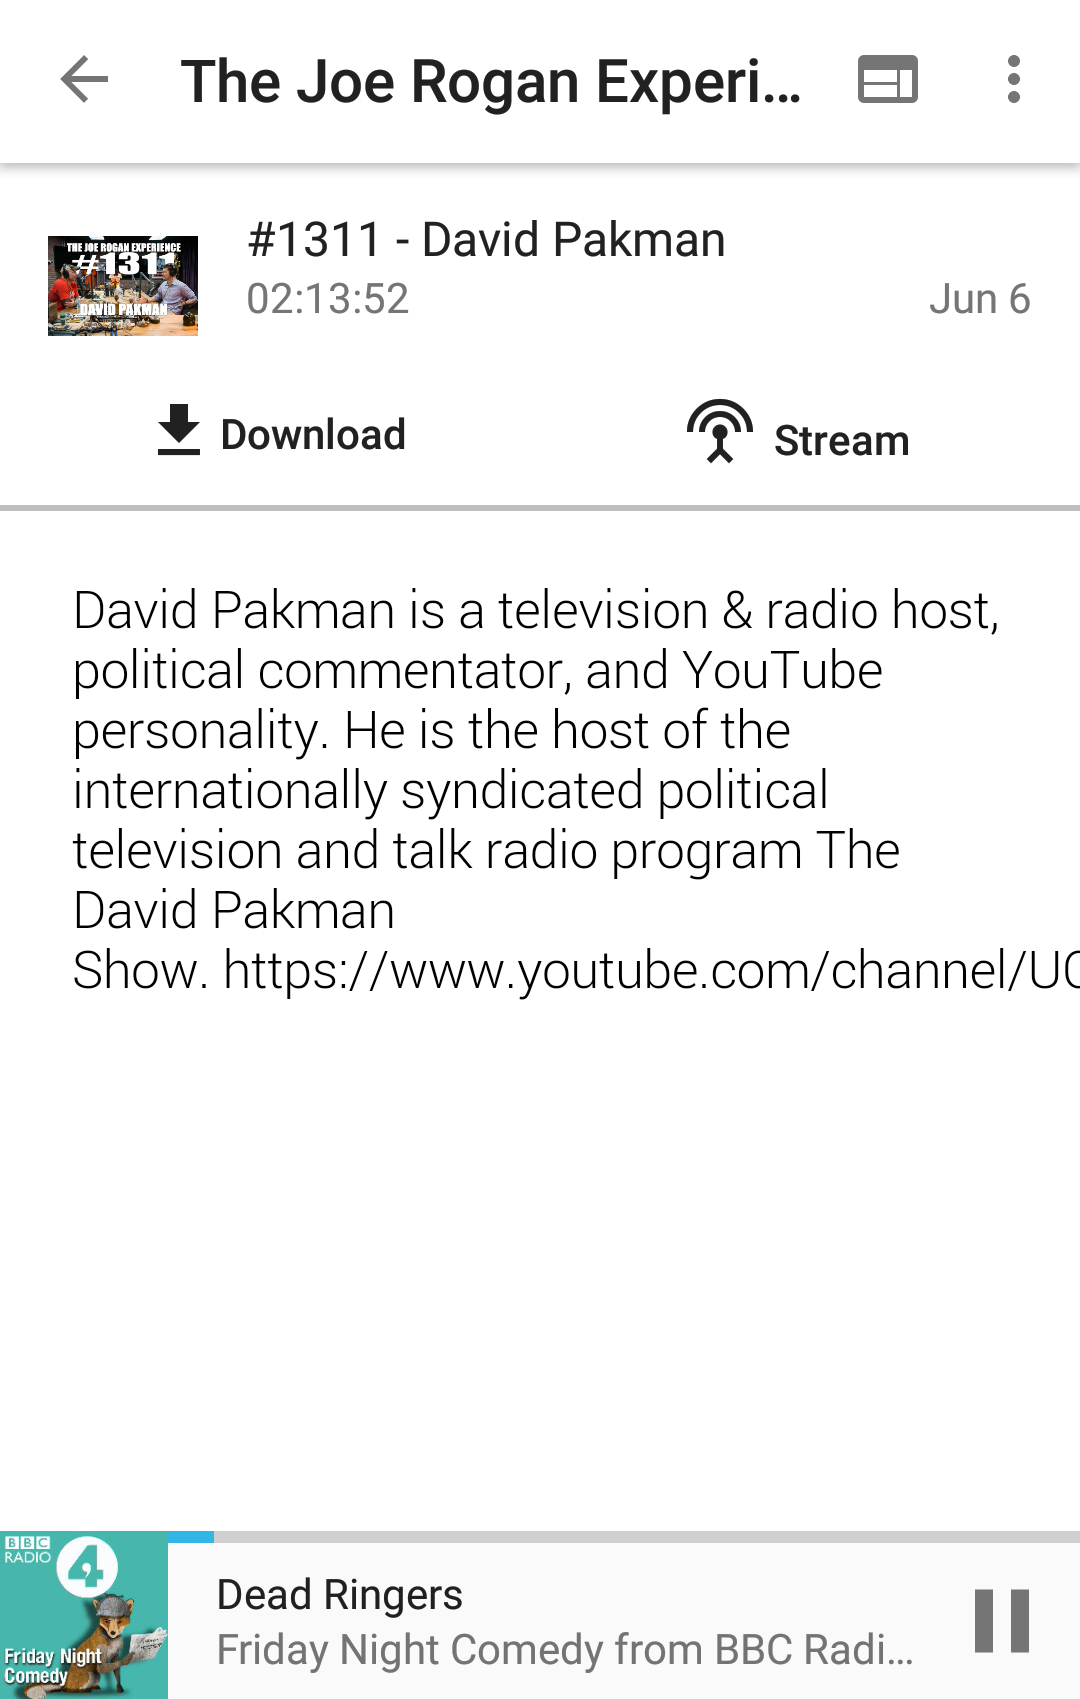 The Joe Rogan Experi...
THE JOE ROGAN EXPERIENCE
#1311
DAVID PAKMAN
#1311 - David Pakman
02:13:52
Jun 6
Download
Stream
David Pakman is a television & radio host,
political commentator, and YouTube
personality. He is the host of the
internationally syndicated political
television and talk radio program The
David Pakman
Show. https://www.youtube.com/channel/UC
BBC
RADIO
4
Friday Night
Comedy
Dead Ringers
Friday Night Comedy from BBC Radi...